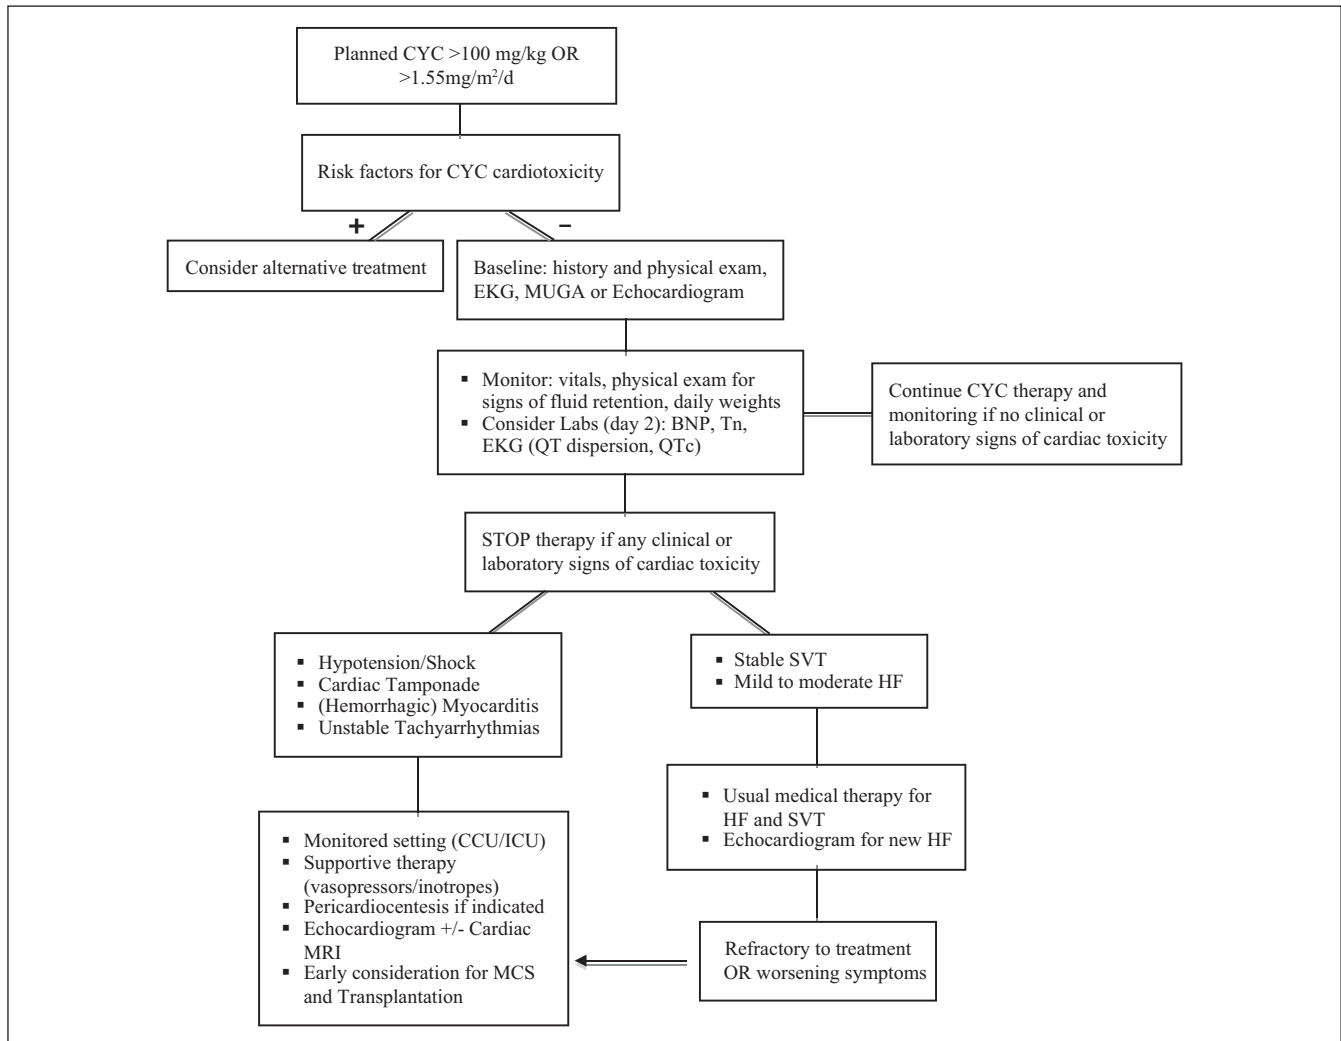 Planned CYC >100 mg/kg OR
>1.55mg/m²/d
Risk factors for CYC cardiotoxicity
+
−
Consider alternative treatment
Baseline: history and physical exam,
EKG, MUGA or Echocardiogram
▪ Monitor: vitals, physical exam for
signs of fluid retention, daily weights
▪ Consider Labs (day 2): BNP, Tn,
EKG (QT dispersion, QTc)
Continue CYC therapy and
monitoring if no clinical or
laboratory signs of cardiac toxicity
STOP therapy if any clinical or
laboratory signs of cardiac toxicity
▪ Hypotension/Shock
▪ Cardiac Tamponade
▪ (Hemorrhagic) Myocarditis
▪ Unstable Tachyarrhythmias
▪ Stable SVT
▪ Mild to moderate HF
▪ Usual medical therapy for
HF and SVT
▪ Echocardiogram for new HF
▪ Monitored setting (CCU/ICU)
▪ Supportive therapy
(vasopressors/inotropes)
▪ Pericardiocentesis if indicated
▪ Echocardiogram +/- Cardiac
MRI
▪ Early consideration for MCS
and Transplantation
Refractory to treatment
OR worsening symptoms